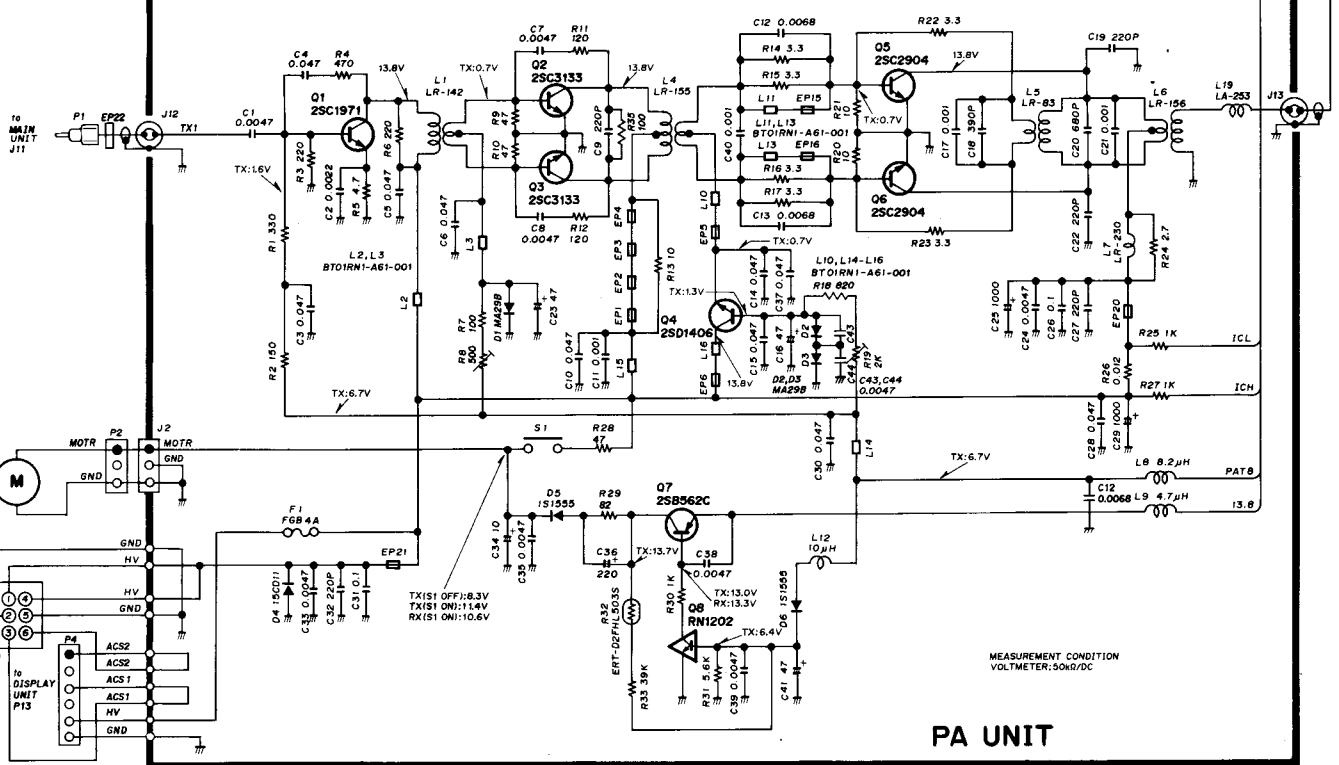 to
MAIN
UNIT
J11
P1
EP22
J12
TX1
C1
0.0047
C4
0.047
R4
470
Q1
2SC1971
13.8V
L1
LR-142
TX:0.7V
C7
0.0047
R11
120
Q2
2SC3133
13.8V
L4
LR-155
C12 0.0068
R14 3.3
R15 3.3
L11
EP15
L11, L13
BT01RN1-A61-001
L13
EP16
R16 3.3
R17 3.3
C13 0.0068
R22 3.3
Q5
2SC2904
13.8V
C19 220P
L5
LR-83
L6
LR-156
L19
LA-253
J13
R3 220
C2 0.0022
R5 4.7
R6 220
C5 0.047
R9
47
R10
47
C9 220P
R35
100
C40 0.001
R21
10
TX:0.7V
R20
10
C17 0.001
C18 390P
C20 680P
C21 0.001
TX:1.6V
R1 330
Q3
2SC3133
C8
0.0047
R12
120
Q6
2SC2904
R23 3.3
C22 220P
L7
LR-230
R24 2.7
C6 0.047
L3
L2, L3
BT01RN1-A61-001
L2
EP4
EP3
EP2
EP1
R13 10
L10
EP5
TX:0.7V
C14 0.047
C37 0.047
L10, L14-L16
BT01RN1-A61-001
R18 820
TX:1.3V
Q4
2SD1406
C3 0.047
R2 150
R7
100
R8
500
D1 MA29B
C23 47
C10 0.047
C11 0.001
L15
L16
EP6
13.8V
C15 0.047
C16 47
D2
D3
C43
C44
R19
2K
D2, D3
MA29B
C43, C44
0.0047
C25 1000
C24 0.0047
C26 0.1
C27 220P
EP20
R25 1K
ICL
R26
0.012
R27 1K
ICH
C28 0.047
C29 1000
TX:6.7V
P2
J2
MOTR
MOTR
GND
GND
M
S1
R28
47
C30 0.047
L14
TX:6.7V
C12
0.0068
L8 8.2µH
PAT8
L9 4.7µH
13.8
F1
FGB 4A
D5
1S1555
R29
82
Q7
2SB562C
C34 10
C35 0.0047
C36
220
TX:13.7V
C38
0.0047
L12
10µH
GND
HV
EP21
HV
GND
1
4
2
5
3
6
D4 15CD11
C33 0.0047
C32 220P
C31 0.1
TX(S1 OFF):8.3V
TX(S1 ON):11.4V
RX(S1 ON):10.6V
R32
ERT-D2FHL503S
R30 1K
TX:13.0V
RX:13.3V
Q8
RN1202
TX:6.4V
D6 1S1555
R33 39K
R31 5.6K
C39 0.0047
C41 47
P4
to
DISPLAY
UNIT
P13
ACS2
ACS2
ACS1
ACS1
HV
GND
MEASUREMENT CONDITION
VOLTMETER:50kΩ/DC
PA UNIT